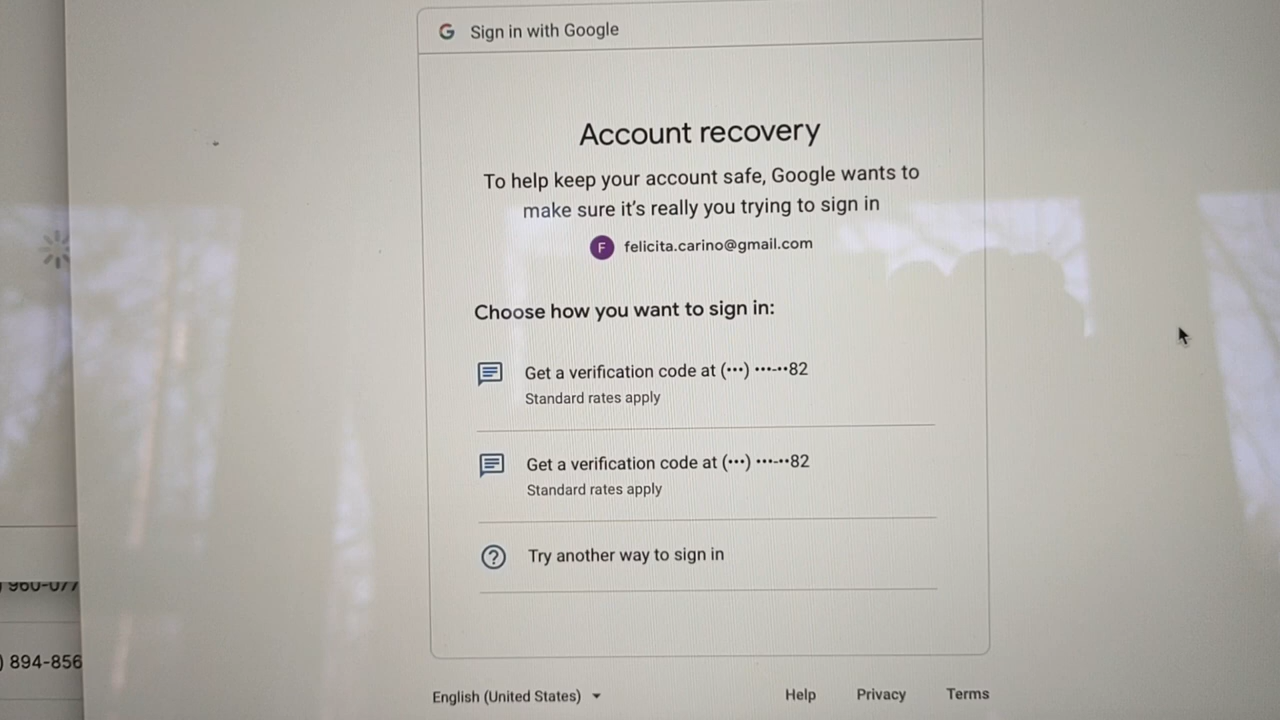 Sign in with Google
Account recovery
To help keep your account safe, Google wants to
make sure it's really you trying to sign in
F felicita.carino@gmail.com
Choose how you want to sign in:
Get a verification code at (•••) •••-••82
Standard rates apply
Get a verification code at (•••) •••-••82
Standard rates apply
Try another way to sign in
) 894-856
English (United States)
Help Privacy Terms